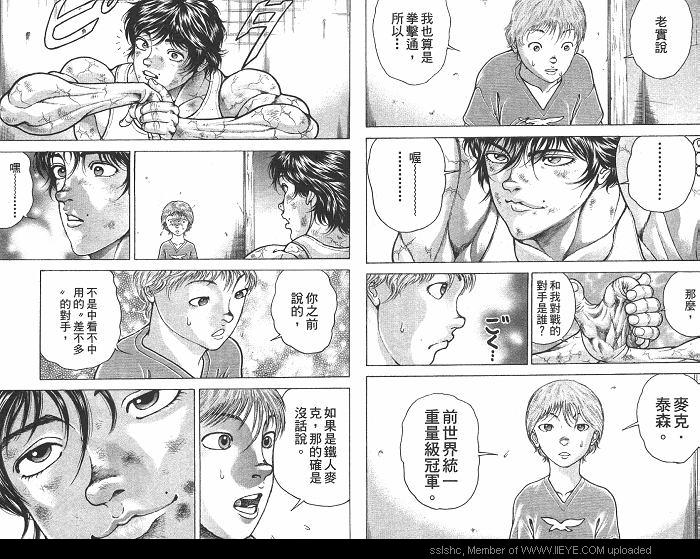 老實說
我也算是
拳擊通，
所以…
喔
…………
…………
那麼，
和我對戰的
對手是誰？
ごく…
麥克．
泰森。
前世界統一
重量級冠軍。
嘿
…………
你之前
說的，
不是中看不中
用的〝差不多
〞的對手，
如果是鐵人麥
克，那的確是
沒話說。
sslshc, Member of WWW.IIEYE.COM uploaded